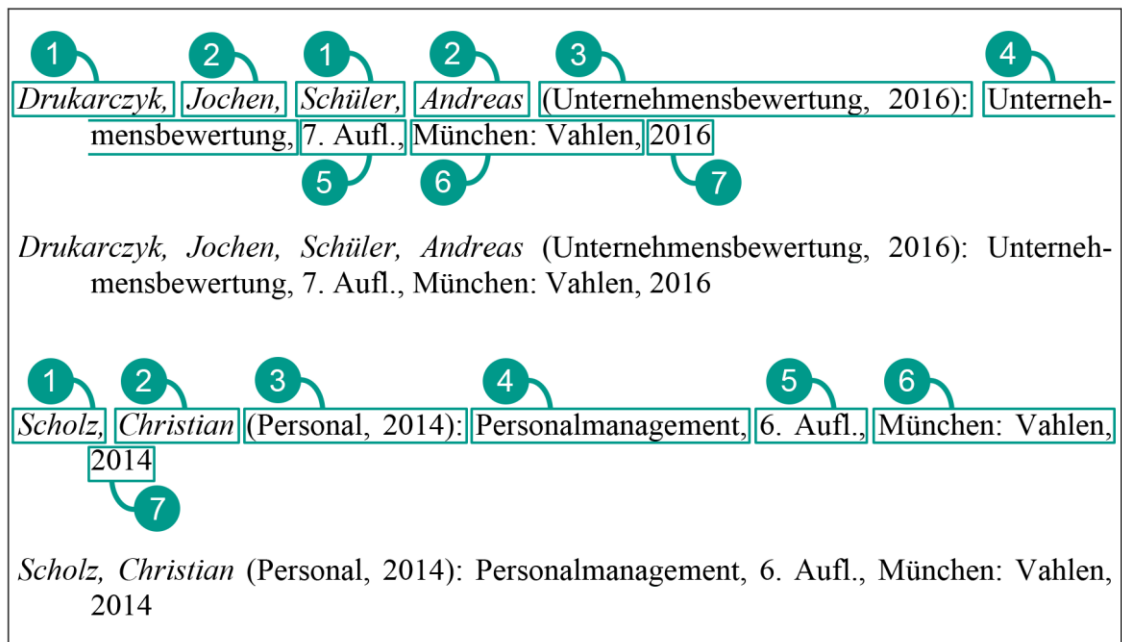 1 2 1 2 3 4
Drukarczyk, Jochen, Schüler, Andreas (Unternehmensbewertung, 2016): Unterneh-
mensbewertung, 7. Aufl., München: Vahlen, 2016
5 6 7
Drukarczyk, Jochen, Schüler, Andreas (Unternehmensbewertung, 2016): Unterneh-
mensbewertung, 7. Aufl., München: Vahlen, 2016
1 2 3 4 5 6
Scholz, Christian (Personal, 2014): Personalmanagement, 6. Aufl., München: Vahlen,
2014
7
Scholz, Christian (Personal, 2014): Personalmanagement, 6. Aufl., München: Vahlen,
2014